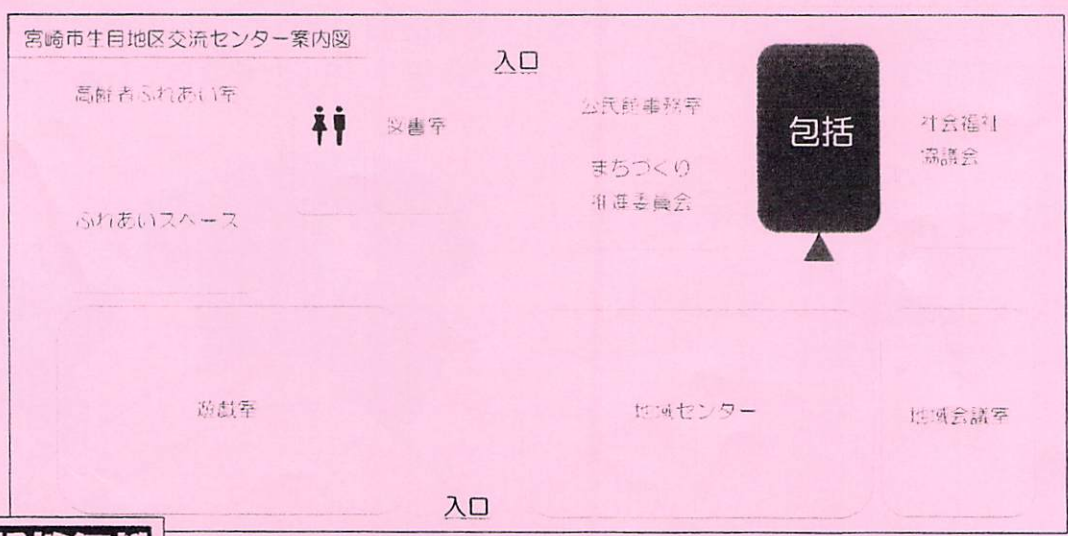 宮崎市生目地区交流センター案内図
入口
高齢者ふれあい室
図書室
公民館事務室
包括
社会福祉
協議会
まちづくり
推進委員会
ふれあいスペース
遊戯室
地域センター
地域会議室
入口